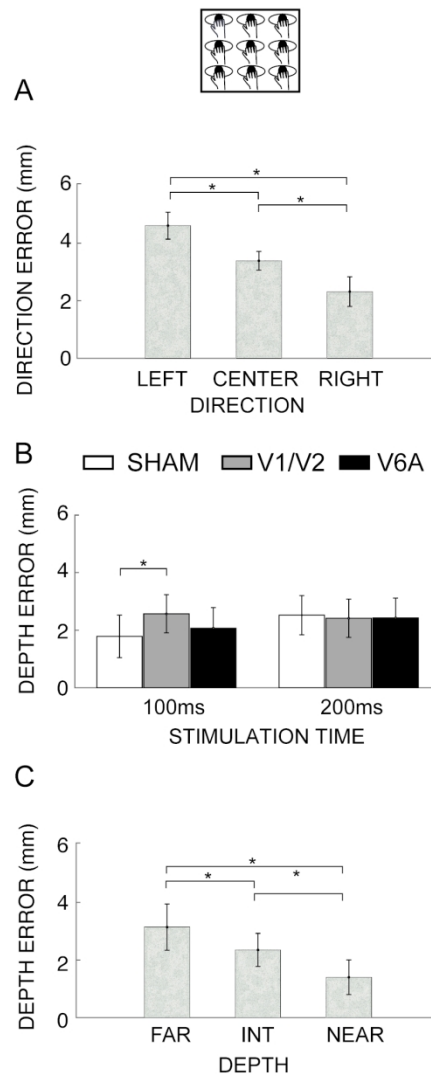 A
DIRECTION ERROR (mm)
6
4
2
0
*
* *
LEFT CENTER RIGHT
DIRECTION
B
SHAM V1/V2 V6A
DEPTH ERROR (mm)
6
4
2
0
*
100ms 200ms
STIMULATION TIME
C
DEPTH ERROR (mm)
6
4
2
0
*
* *
FAR INT NEAR
DEPTH